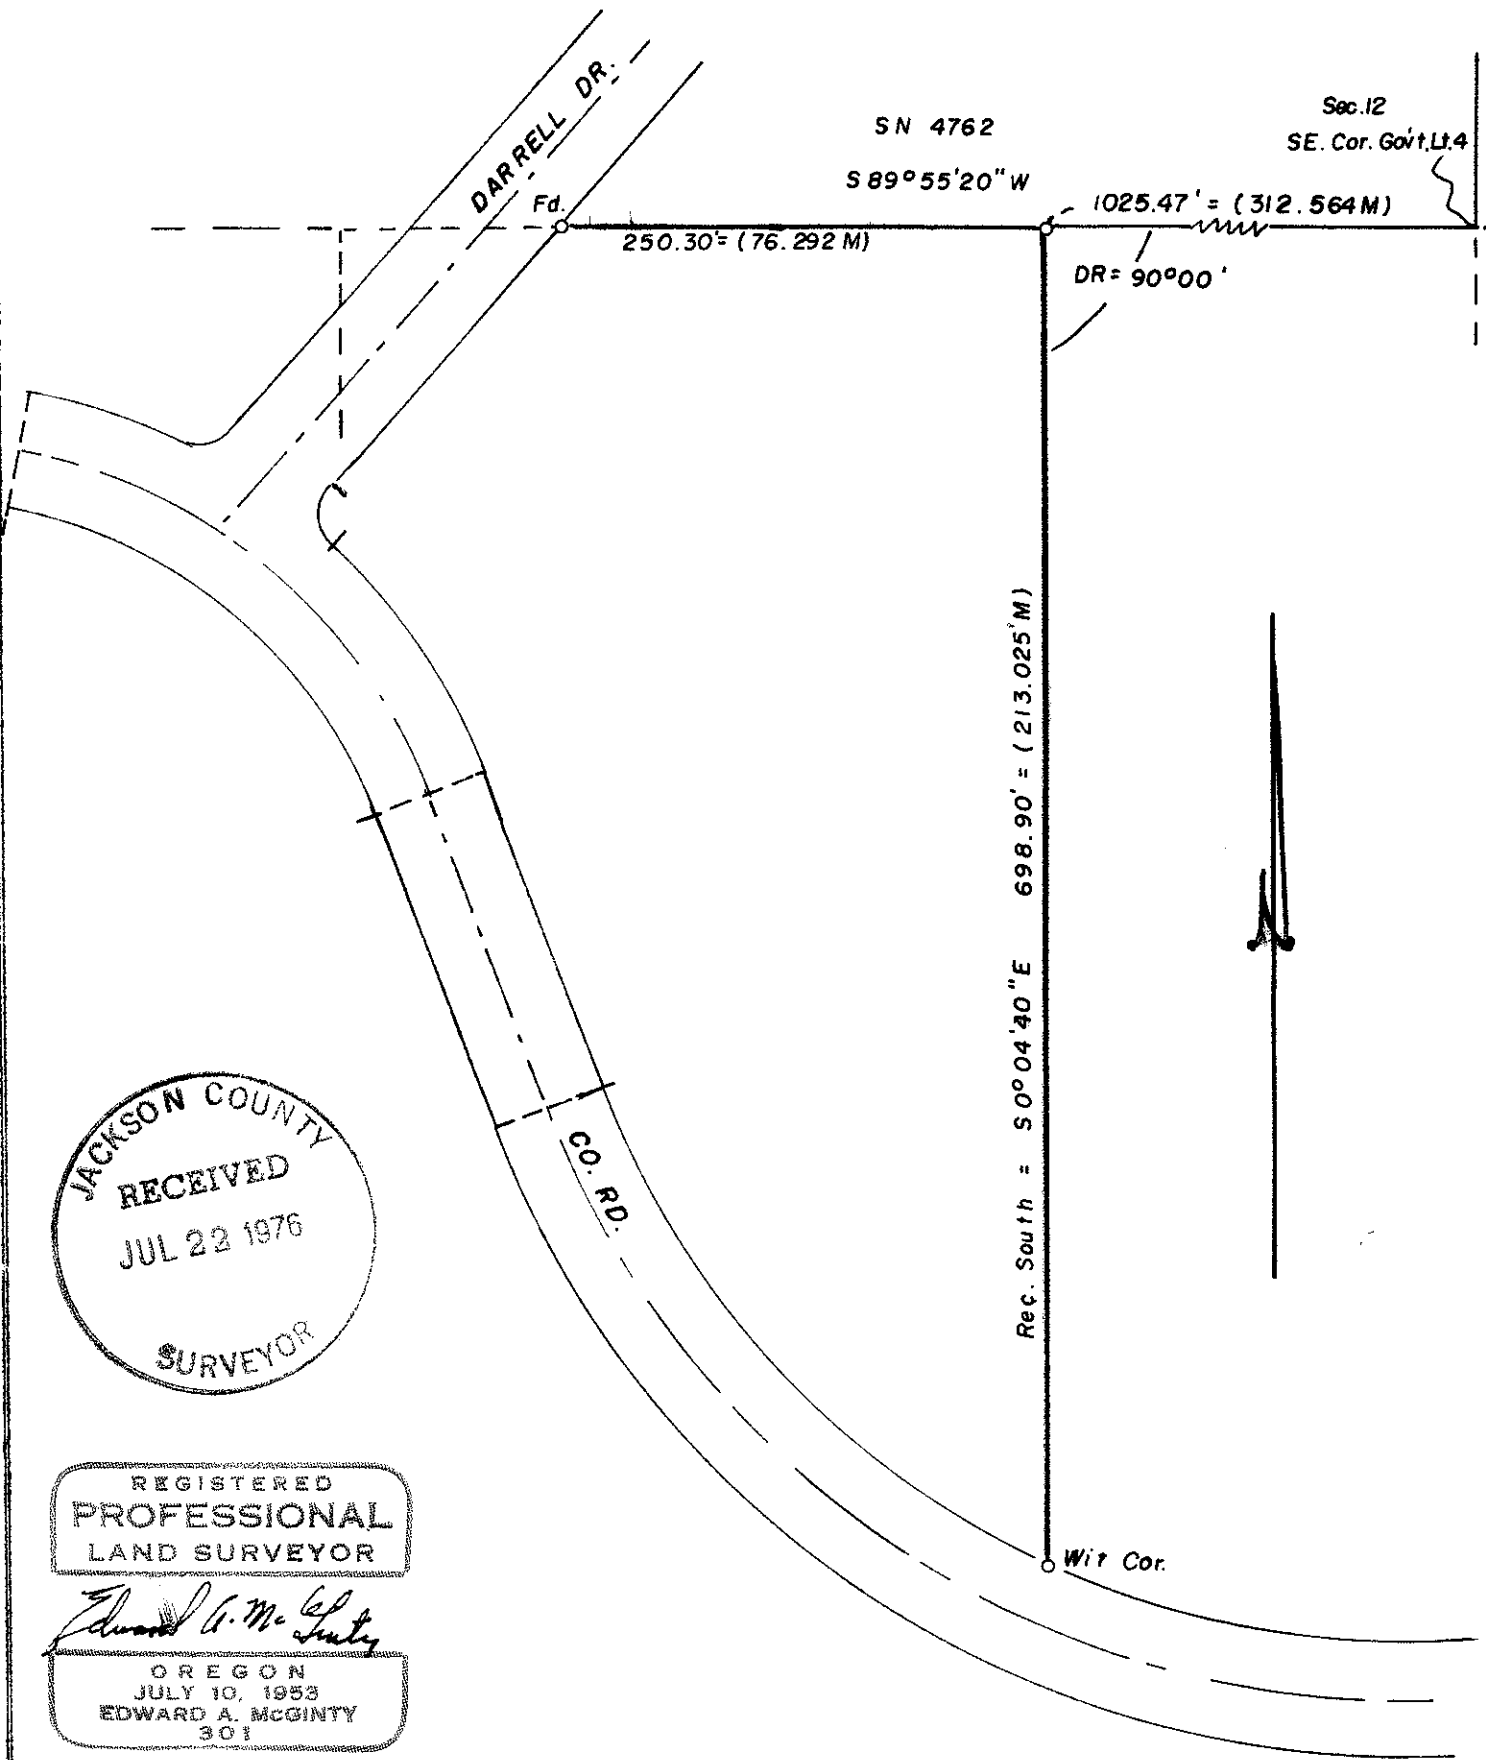 DARRELL DR.
SN 4762
S 89°55'20" W
Sec. 12
SE. Cor. Gov't. Lt. 4
Fd.
1025.47' = (312.564 M)
250.30' = (76.292 M)
DR = 90°00'
Rec. South = S 0° 04' 40" E 698.90' = (213.025' M)
N
CO. RD.
Wit Cor.
JACKSON COUNTY
RECEIVED
JUL 22 1976
SURVEYOR
REGISTERED
PROFESSIONAL
LAND SURVEYOR
Edward A. McGinty
OREGON
JULY 10, 1953
EDWARD A. McGINTY
301